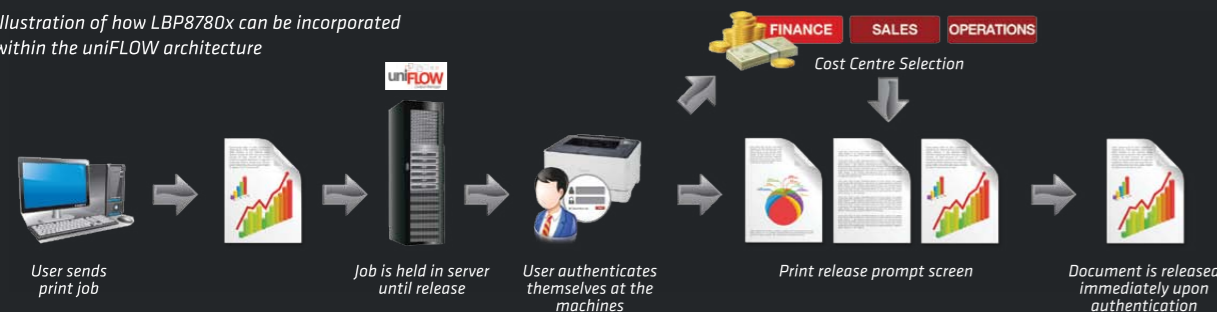 llustration of how LBP8780x can be incorporated
within the uniFLOW architecture
uniFLOW
FINANCE
SALES
OPERATIONS
Cost Centre Selection
User sends
print job
Job is held in server
until release
User authenticates
themselves at the
machines
Print release prompt screen
Document is released
immediately upon
authentication